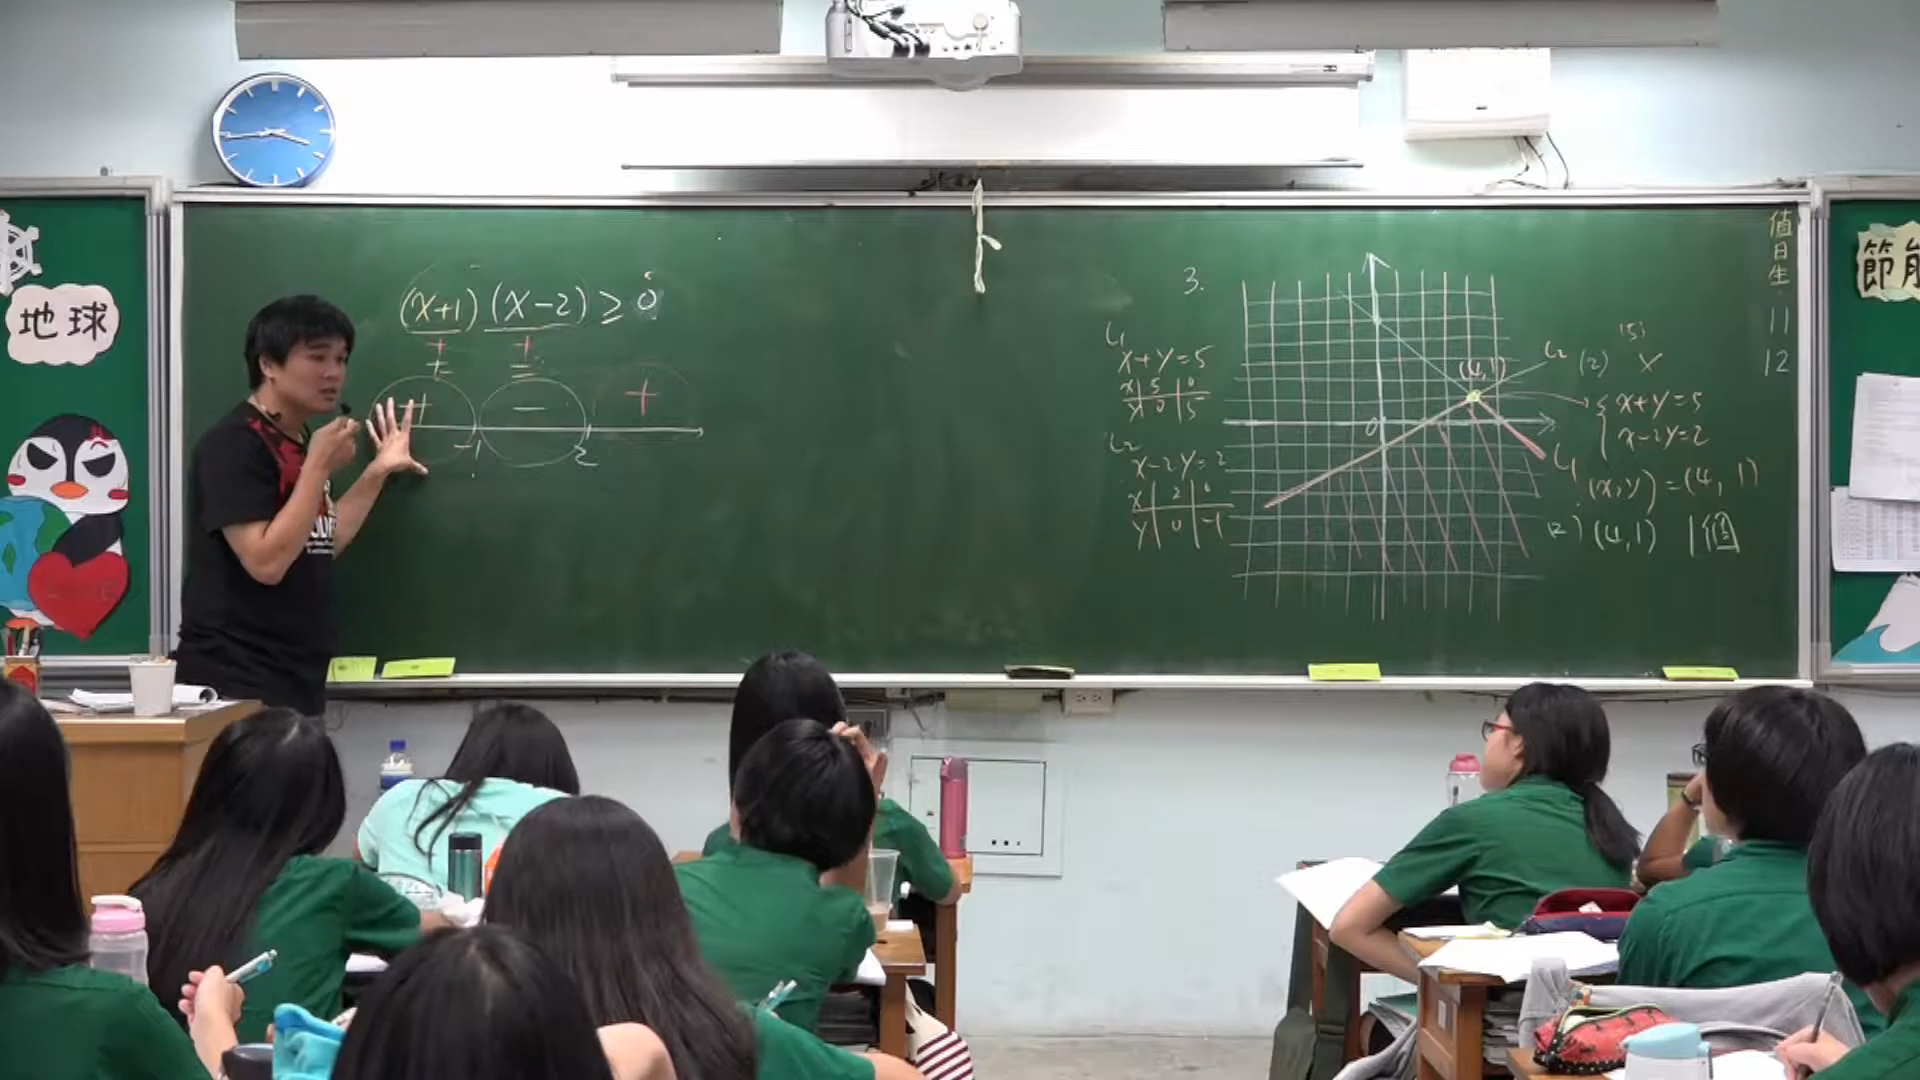 地球
(x+1)(x-2)≥0
+ +
+ - +
-1 2
3.
L1
x+y=5
x 5 0
y 0 5
L2
x-2y=2
x 2 0
y 0 -1
(4,1)
0
L2
L1
(2)
x+y=5
x-2y=2
(x,y)=(4,1)
(4,1) 1個
值日生
11
12
節